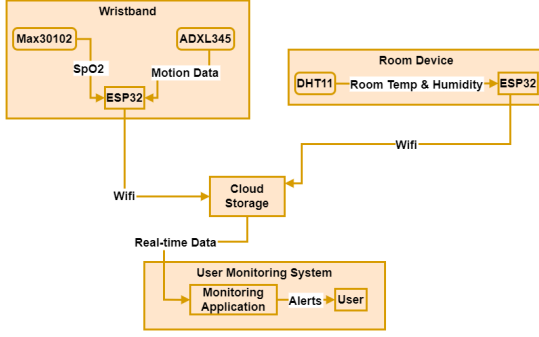 Wristband
Max30102
ADXL345
SpO2
Motion Data
ESP32
Room Device
DHT11
Room Temp & Humidity
ESP32
Wifi
Wifi
Cloud
Storage
Real-time Data
User Monitoring System
Monitoring
Application
Alerts
User